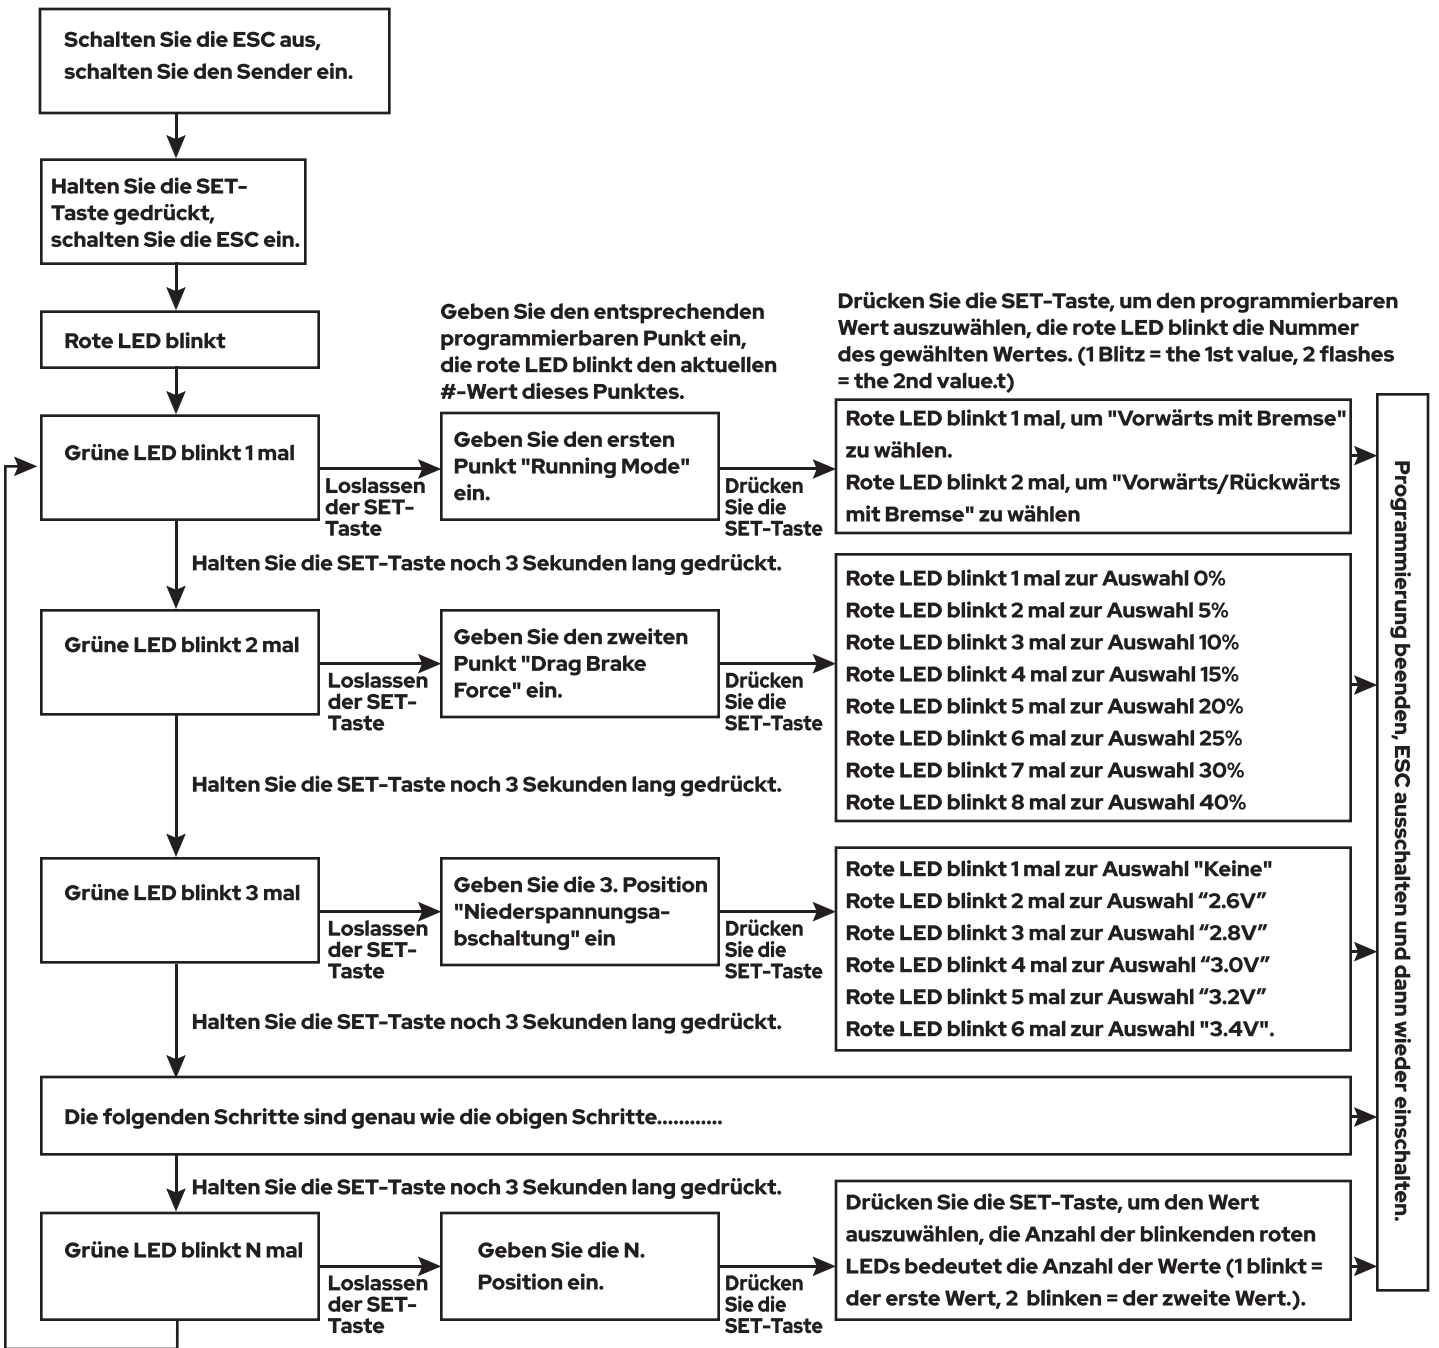 Schalten Sie die ESC aus,
schalten Sie den Sender ein.
Halten Sie die SET-
Taste gedrückt,
schalten Sie die ESC ein.
Rote LED blinkt
Geben Sie den entsprechenden
programmierbaren Punkt ein,
die rote LED blinkt den aktuellen
#-Wert dieses Punktes.
Drücken Sie die SET-Taste, um den programmierbaren
Wert auszuwählen, die rote LED blinkt die Nummer
des gewählten Wertes. (1 Blitz = the 1st value, 2 flashes
= the 2nd value.t)
Grüne LED blinkt 1 mal
Loslassen
der SET-
Taste
Geben Sie den ersten
Punkt "Running Mode"
ein.
Drücken
Sie die
SET-Taste
Rote LED blinkt 1 mal, um "Vorwärts mit Bremse"
zu wählen.
Rote LED blinkt 2 mal, um "Vorwärts/Rückwärts
mit Bremse" zu wählen
Halten Sie die SET-Taste noch 3 Sekunden lang gedrückt.
Grüne LED blinkt 2 mal
Loslassen
der SET-
Taste
Geben Sie den zweiten
Punkt "Drag Brake
Force" ein.
Drücken
Sie die
SET-Taste
Rote LED blinkt 1 mal zur Auswahl 0%
Rote LED blinkt 2 mal zur Auswahl 5%
Rote LED blinkt 3 mal zur Auswahl 10%
Rote LED blinkt 4 mal zur Auswahl 15%
Rote LED blinkt 5 mal zur Auswahl 20%
Rote LED blinkt 6 mal zur Auswahl 25%
Rote LED blinkt 7 mal zur Auswahl 30%
Rote LED blinkt 8 mal zur Auswahl 40%
Halten Sie die SET-Taste noch 3 Sekunden lang gedrückt.
Grüne LED blinkt 3 mal
Loslassen
der SET-
Taste
Geben Sie die 3. Position
"Niederspannungsa-
bschaltung" ein
Drücken
Sie die
SET-Taste
Rote LED blinkt 1 mal zur Auswahl "Keine"
Rote LED blinkt 2 mal zur Auswahl “2.6V”
Rote LED blinkt 3 mal zur Auswahl “2.8V”
Rote LED blinkt 4 mal zur Auswahl “3.0V”
Rote LED blinkt 5 mal zur Auswahl “3.2V”
Rote LED blinkt 6 mal zur Auswahl "3.4V".
Halten Sie die SET-Taste noch 3 Sekunden lang gedrückt.
Die folgenden Schritte sind genau wie die obigen Schritte............
Halten Sie die SET-Taste noch 3 Sekunden lang gedrückt.
Grüne LED blinkt N mal
Loslassen
der SET-
Taste
Geben Sie die N.
Position ein.
Drücken
Sie die
SET-Taste
Drücken Sie die SET-Taste, um den Wert
auszuwählen, die Anzahl der blinkenden roten
LEDs bedeutet die Anzahl der Werte (1 blinkt =
der erste Wert, 2 blinken = der zweite Wert.).
Programmierung beenden, ESC ausschalten und dann wieder einschalten.